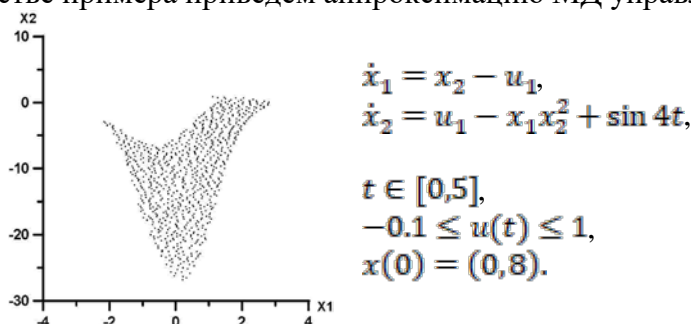 стве примера приведем аппроксимацию МД управл
X2
10
0
-10
-20
-30
-4 -2 0 2 4
X1
ẋ₁ = x₂ − u₁,
ẋ₂ = u₁ − x₁x₂² + sin 4t,
t ∈ [0,5],
−0.1 ≤ u(t) ≤ 1,
x(0) = (0,8).